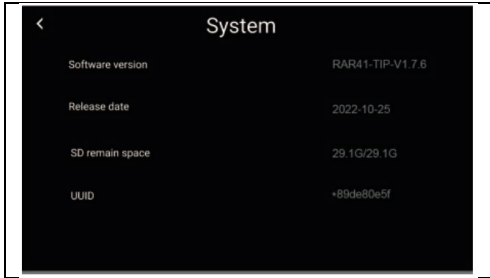 System
Software version RAR41-TIP-V1.7.6
Release date 2022-10-25
SD remain space 29.1G/29.1G
UUID *89de80e5f